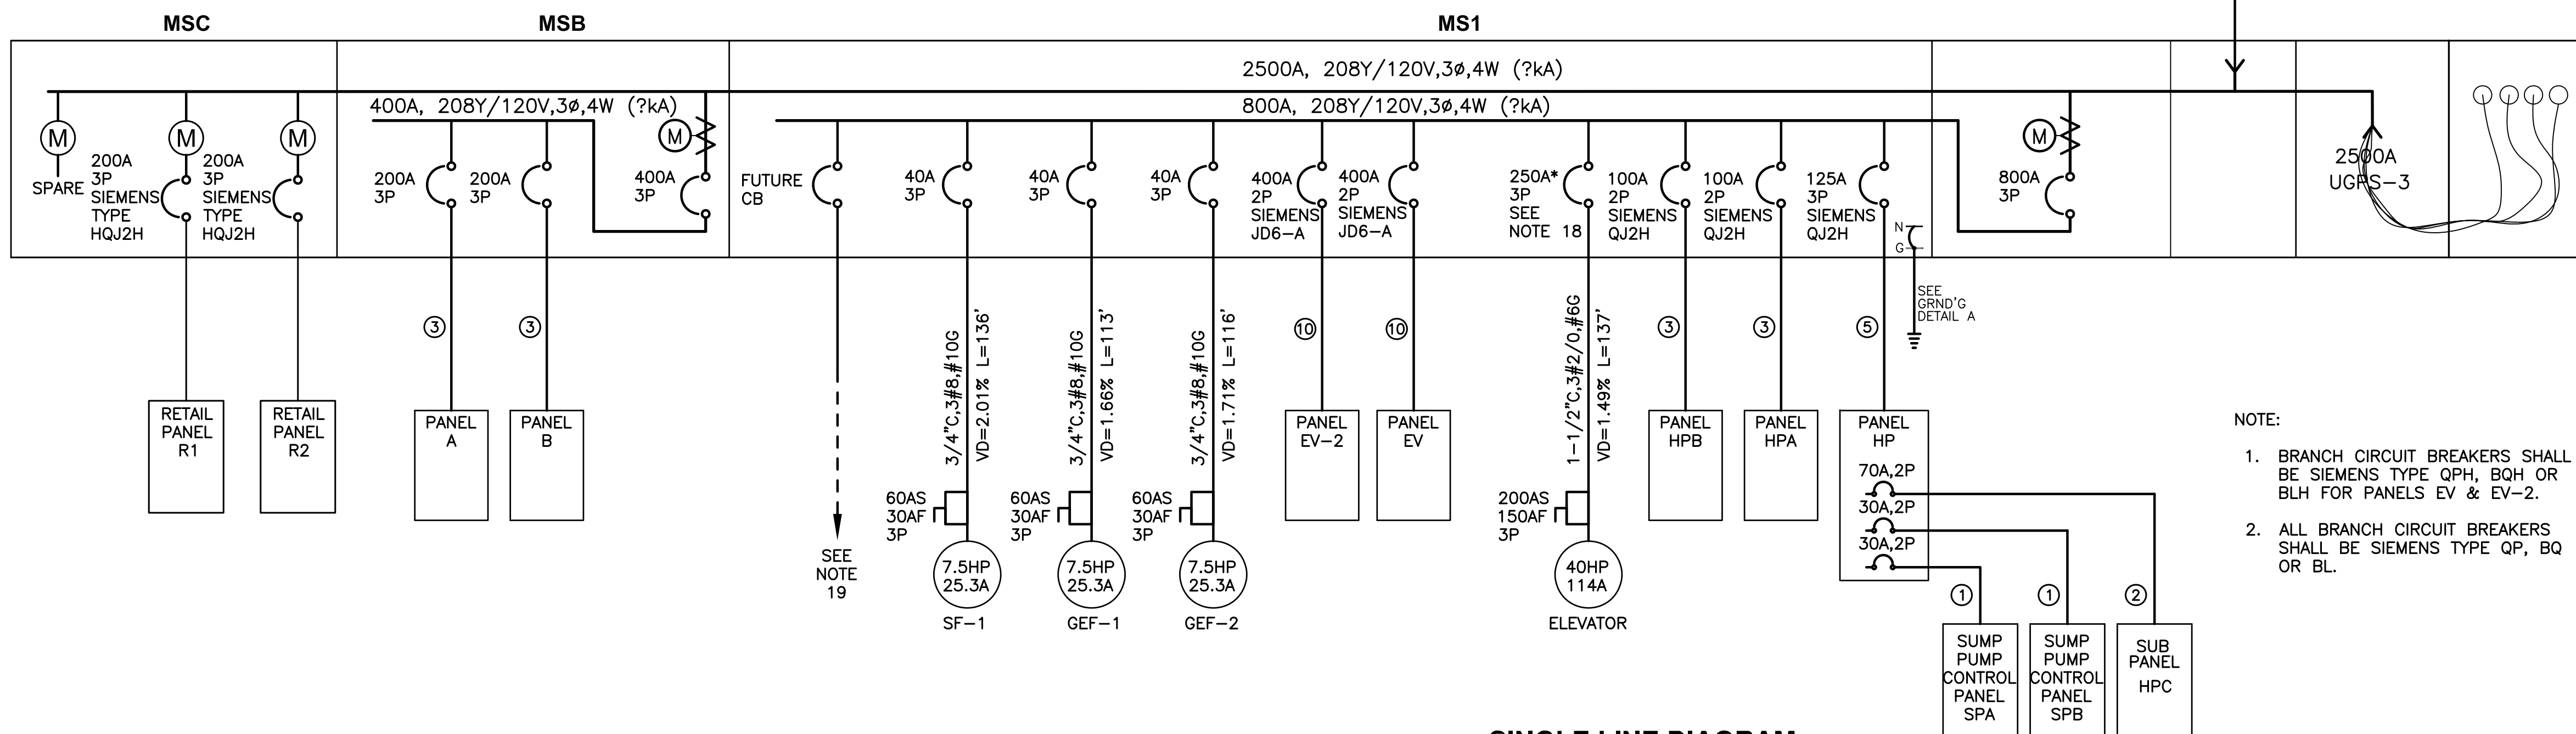 MSC
MSB
MS1
2500A, 208Y/120V,3ø,4W (?kA)
400A, 208Y/120V,3ø,4W (?kA)
800A, 208Y/120V,3ø,4W (?kA)
M
SPARE
M
200A
3P
SIEMENS
TYPE
HQJ2H
M
200A
3P
SIEMENS
TYPE
HQJ2H
200A
3P
200A
3P
M
400A
3P
FUTURE
CB
40A
3P
40A
3P
40A
3P
400A
2P
SIEMENS
JD6-A
400A
2P
SIEMENS
JD6-A
250A*
3P
SEE
NOTE 18
100A
2P
SIEMENS
QJ2H
100A
2P
SIEMENS
QJ2H
125A
3P
SIEMENS
QJ2H
N
G
M
800A
3P
2500A
UGPS-3
SEE
GRND'G
DETAIL A
3
3
10
10
3
3
5
3/4"C,3#8,#10G
VD=2.01% L=136'
3/4"C,3#8,#10G
VD=1.66% L=113'
3/4"C,3#8,#10G
VD=1.71% L=116'
1-1/2"C,3#2/0,#6G
VD=1.49% L=137'
RETAIL
PANEL
R1
RETAIL
PANEL
R2
PANEL
A
PANEL
B
SEE
NOTE
19
60AS
30AF
3P
7.5HP
25.3A
SF-1
60AS
30AF
3P
7.5HP
25.3A
GEF-1
60AS
30AF
3P
7.5HP
25.3A
GEF-2
PANEL
EV-2
PANEL
EV
200AS
150AF
3P
40HP
114A
ELEVATOR
PANEL
HPB
PANEL
HPA
PANEL
HP
70A,2P
30A,2P
30A,2P
1
1
2
SUMP
PUMP
CONTROL
PANEL
SPA
SUMP
PUMP
CONTROL
PANEL
SPB
SUB
PANEL
HPC
NOTE:
1. BRANCH CIRCUIT BREAKERS SHALL
BE SIEMENS TYPE QPH, BQH OR
BLH FOR PANELS EV & EV-2.
2. ALL BRANCH CIRCUIT BREAKERS
SHALL BE SIEMENS TYPE QP, BQ
OR BL.
SINGLE LINE DIAGRAM